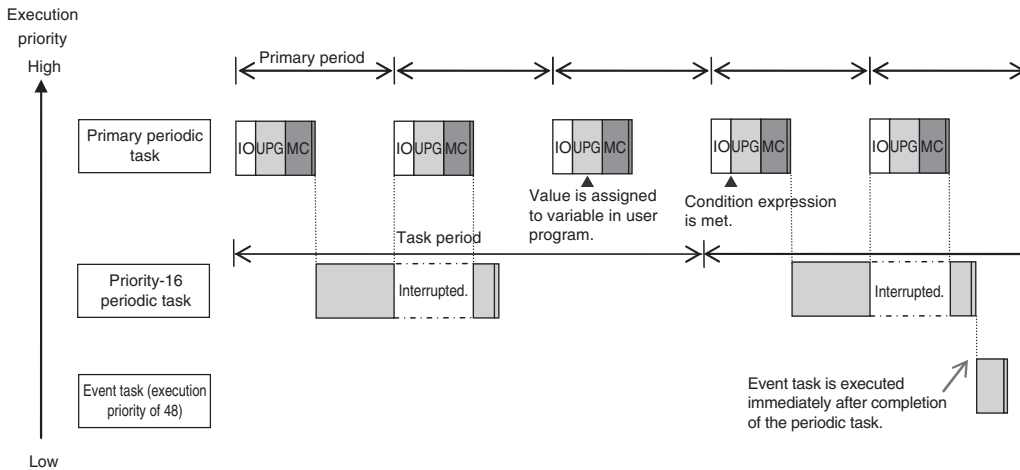 Execution
priority
High
Primary period
Primary periodic
task
IO UPG MC
IO UPG MC
IO UPG MC
IO UPG MC
IO UPG MC
Value is assigned
to variable in user
program.
Condition expression
is met.
Task period
Priority-16
periodic task
Interrupted.
Interrupted.
Event task (execution
priority of 48)
Event task is executed
immediately after completion
of the periodic task.
Low